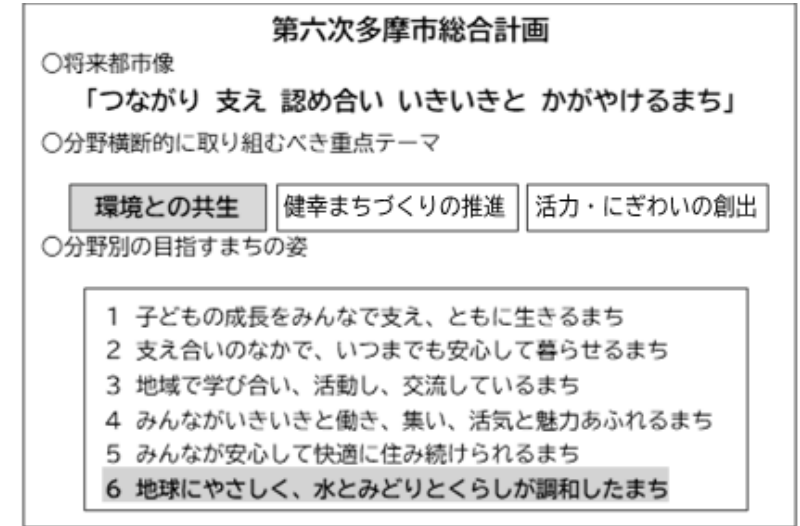 第六次多摩市総合計画
○将来都市像
「つながり 支え 認め合い いきいきと かがやけるまち」
○分野横断的に取り組むべき重点テーマ
環境との共生 健幸まちづくりの推進 活力・にぎわいの創出
○分野別の目指すまちの姿
1 子どもの成長をみんなで支え、ともに生きるまち
2 支え合いのなかで、いつまでも安心して暮らせるまち
3 地域で学び合い、活動し、交流しているまち
4 みんながいきいきと働き、集い、活気と魅力あふれるまち
5 みんなが安心して快適に住み続けられるまち
6 地球にやさしく、水とみどりとくらしが調和したまち